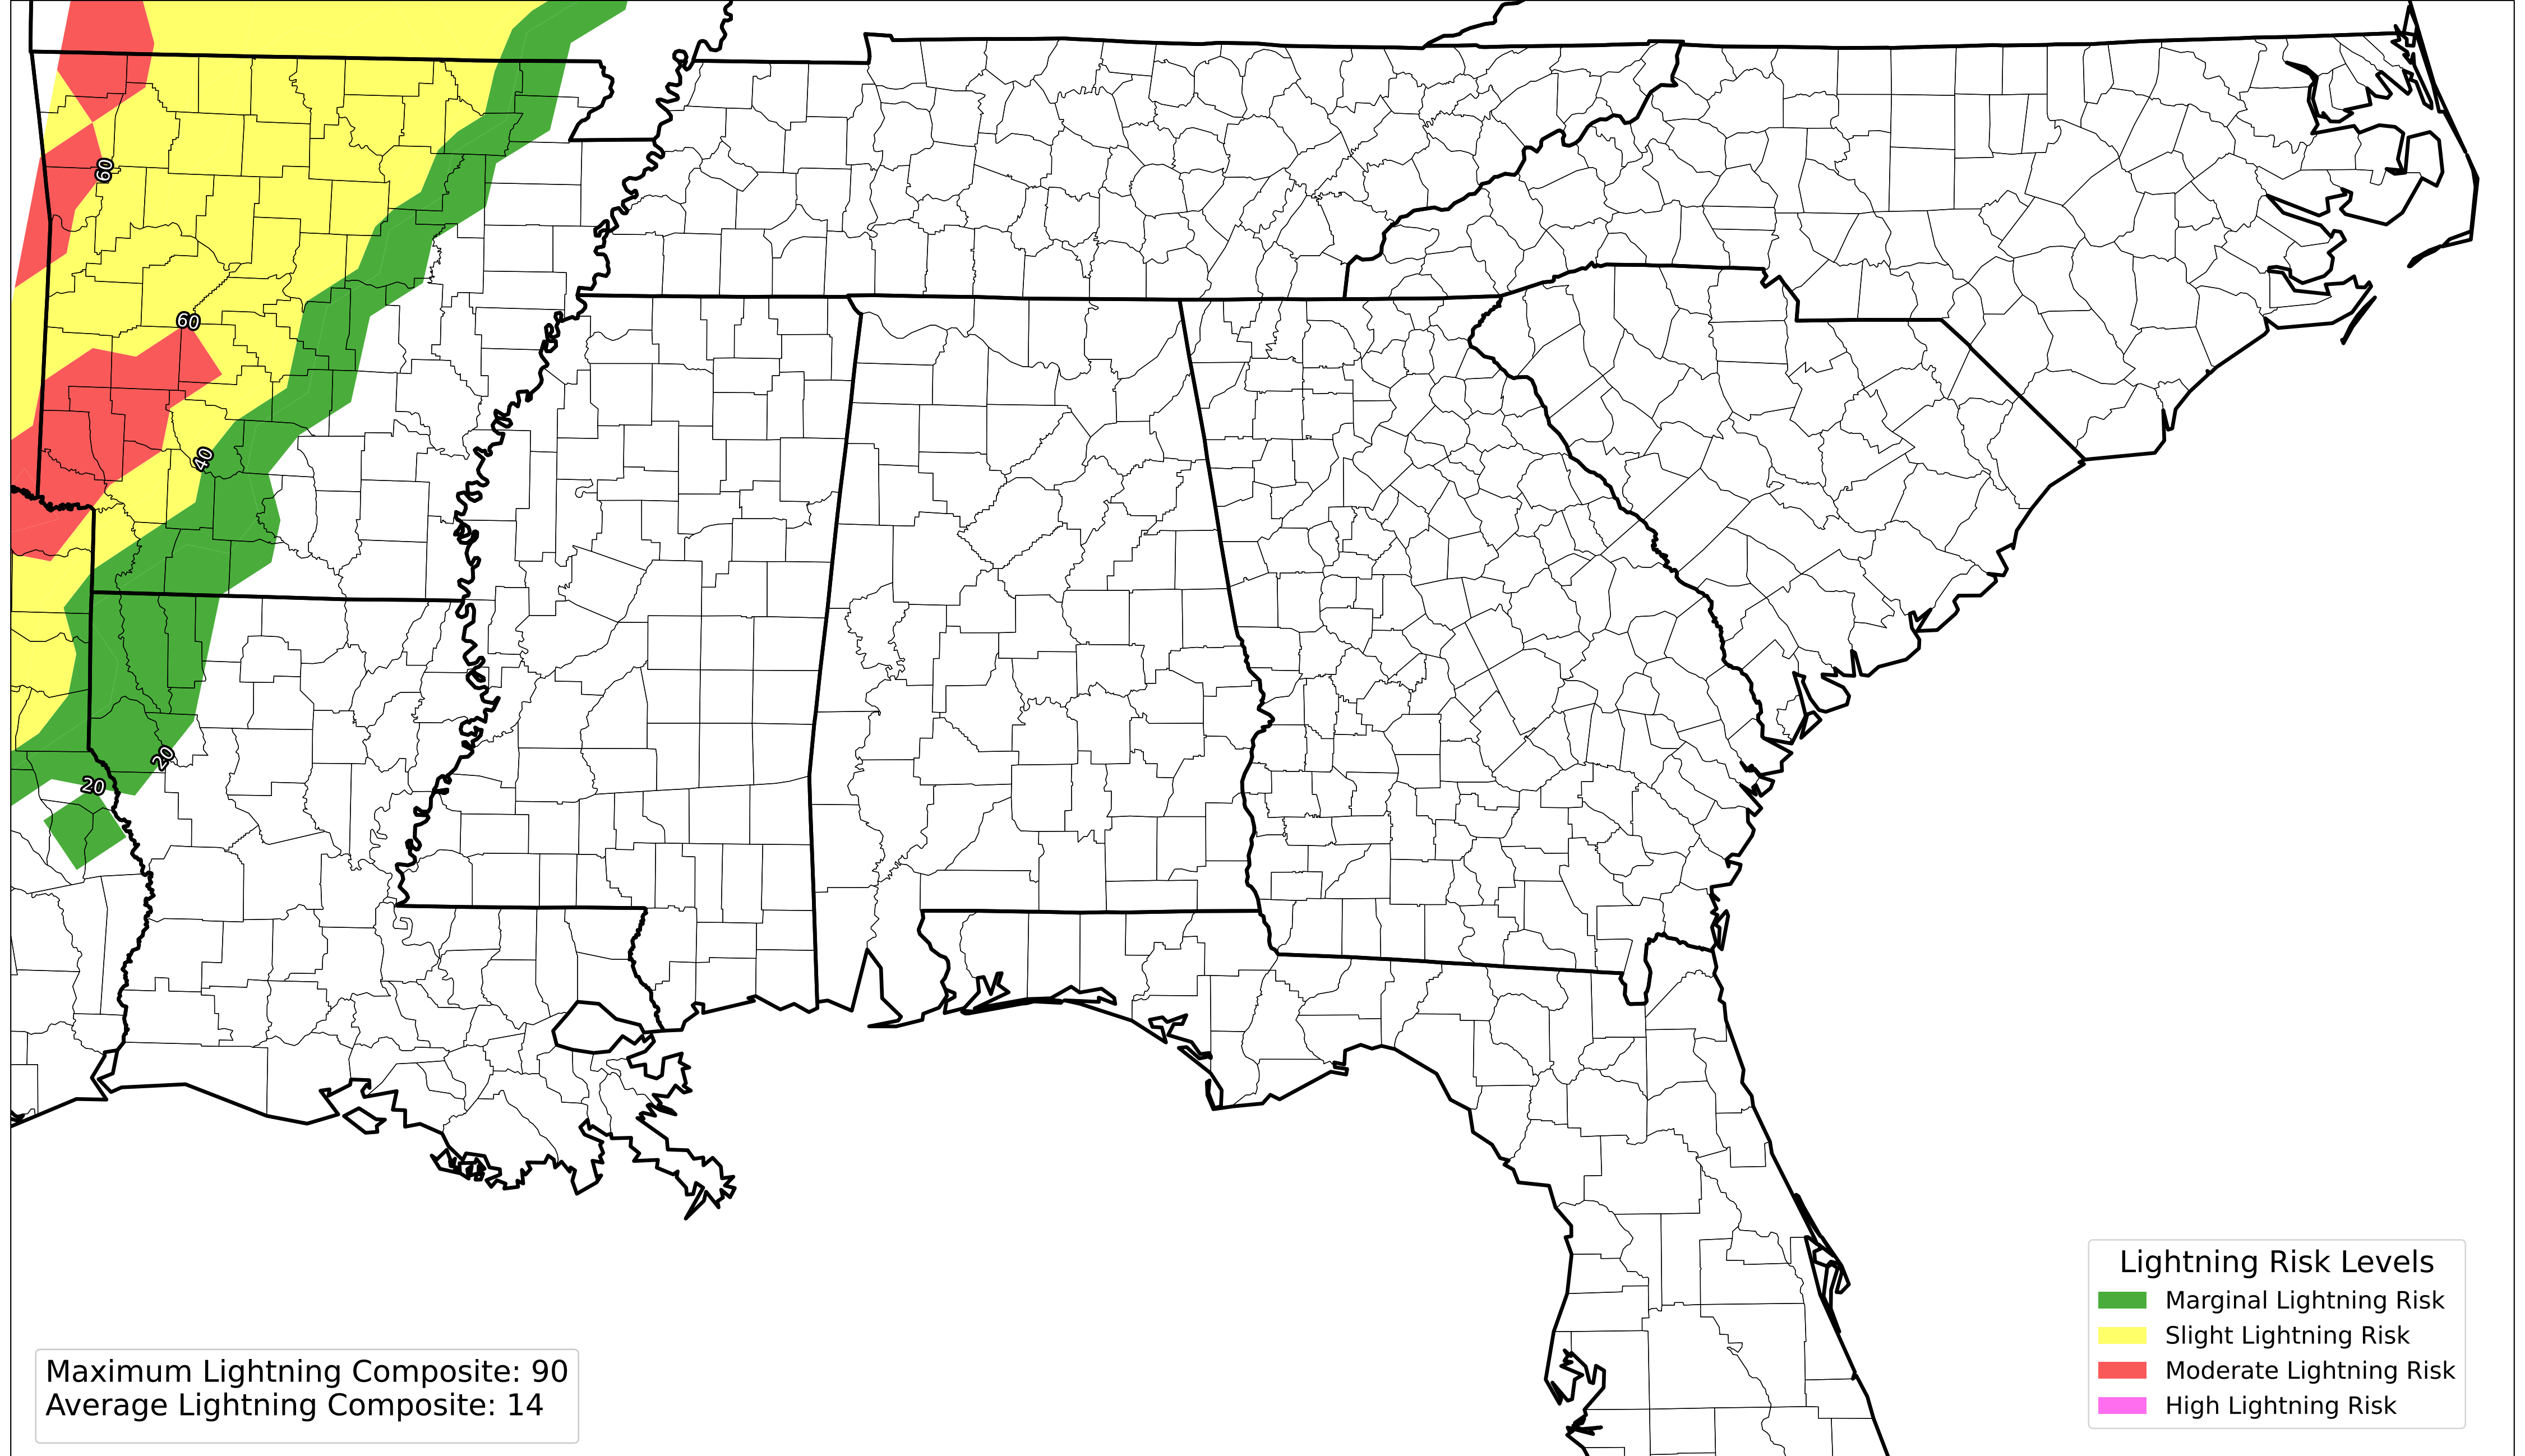 60
60
40
20
20
Lightning Risk Levels
Marginal Lightning Risk
Slight Lightning Risk
Moderate Lightning Risk
High Lightning Risk
Maximum Lightning Composite: 90
Average Lightning Composite: 14